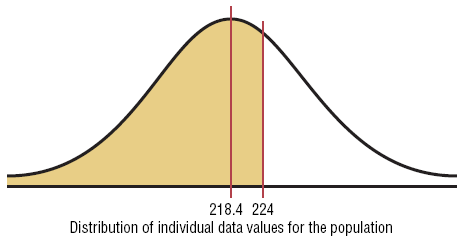 218.4 224
Distribution of individual data values for the population